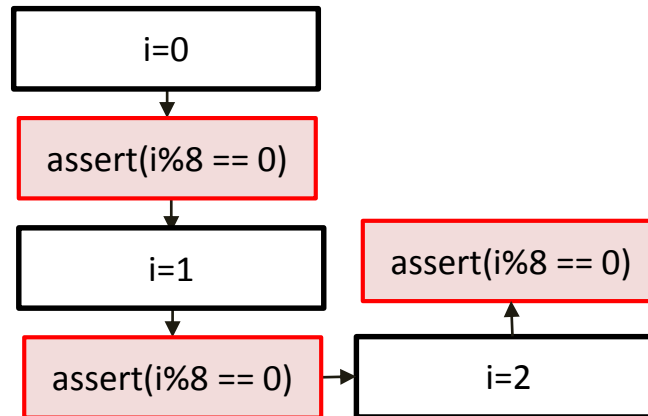 i=0
assert(i%8 == 0)
i=1
assert(i%8 == 0)
i=2
assert(i%8 == 0)